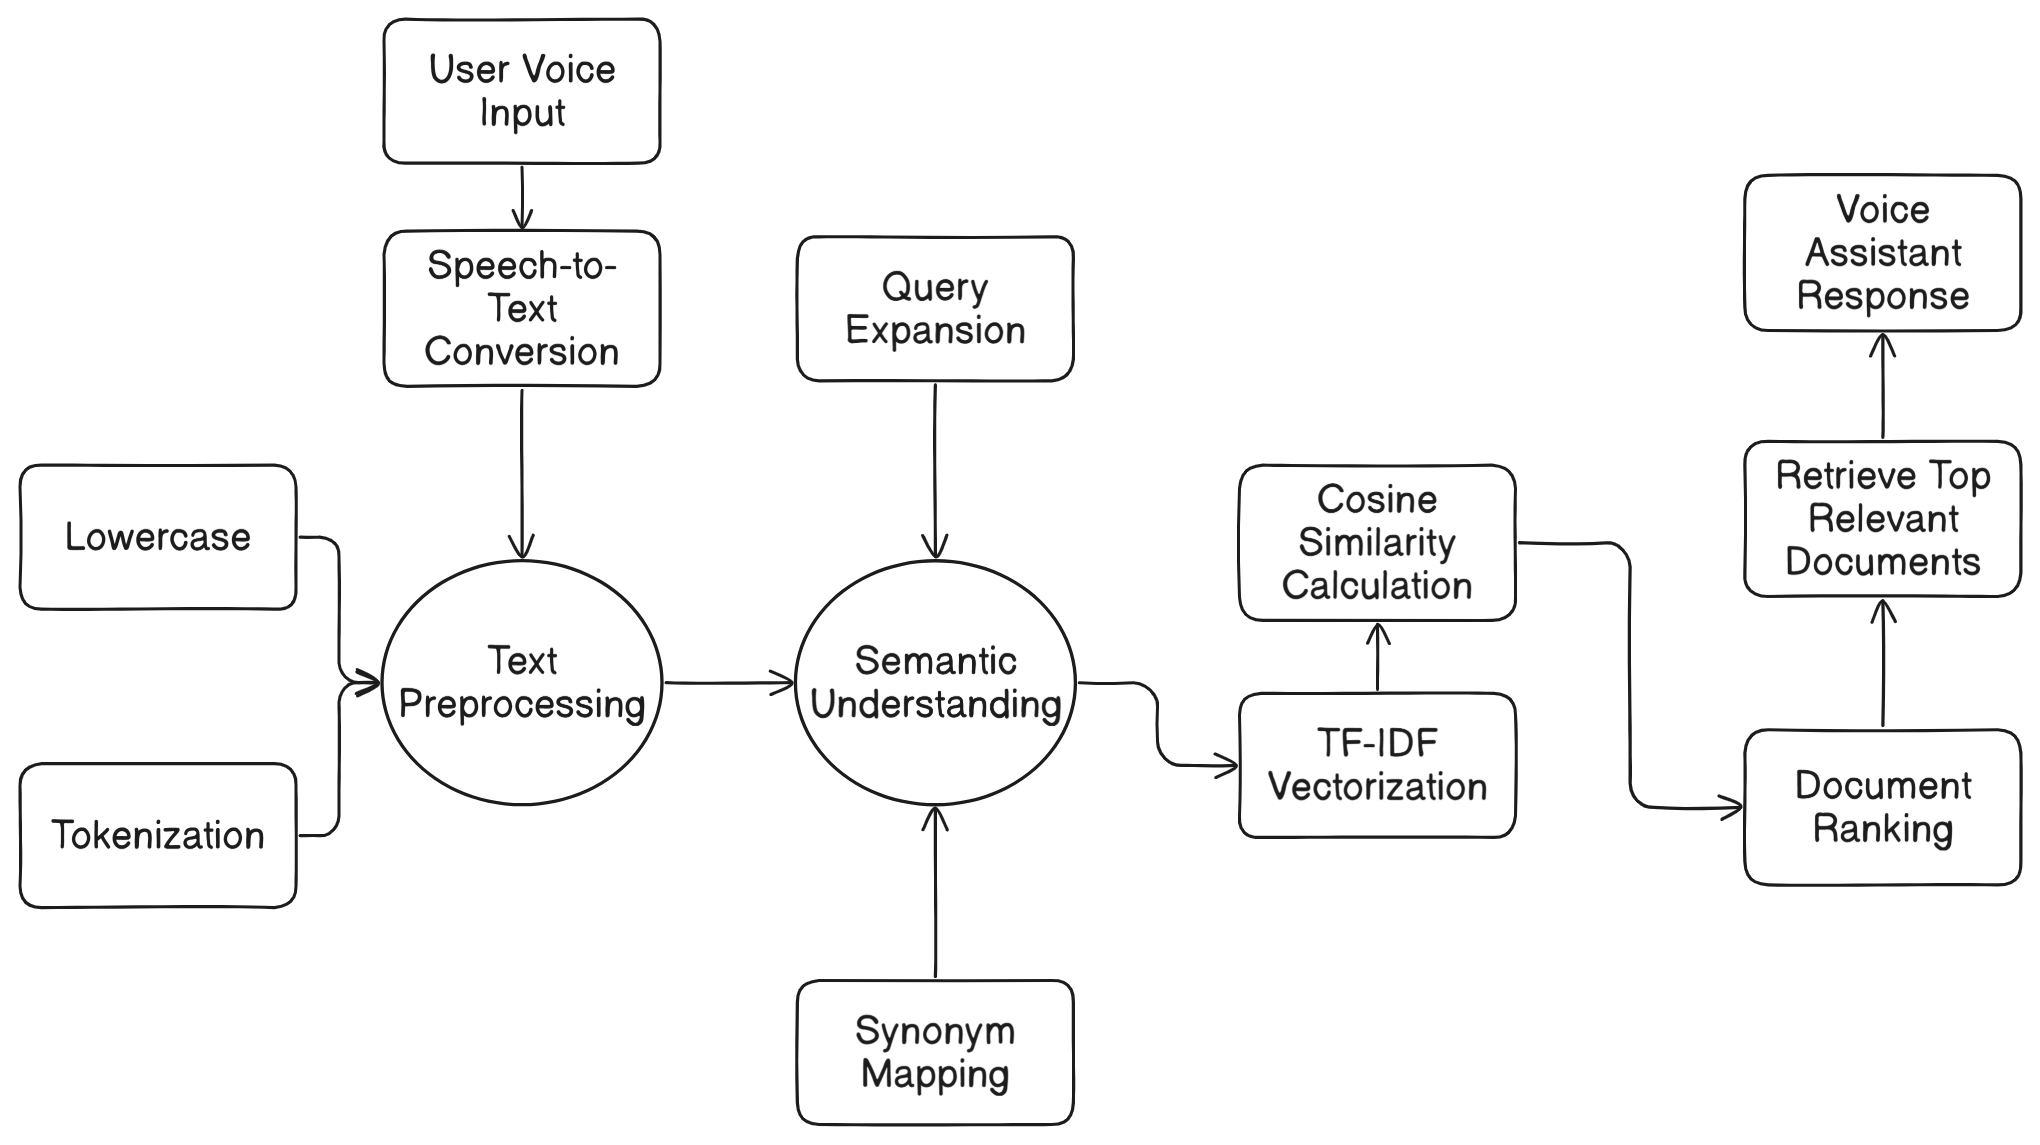 User Voice
Input
Speech-to-
Text
Conversion
Lowercase
Tokenization
Text
Preprocessing
Query
Expansion
Semantic
Understanding
Synonym
Mapping
TF-IDF
Vectorization
Cosine
Similarity
Calculation
Document
Ranking
Retrieve Top
Relevant
Documents
Voice
Assistant
Response